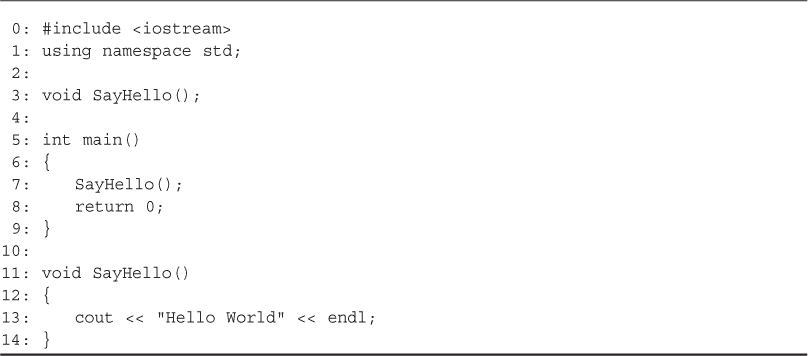 0: #include <iostream>
1: using namespace std;
2:
3: void SayHello();
4:
5: int main()
6: {
7:    SayHello();
8:    return 0;
9: }
10:
11: void SayHello()
12: {
13:    cout << "Hello World" << endl;
14: }